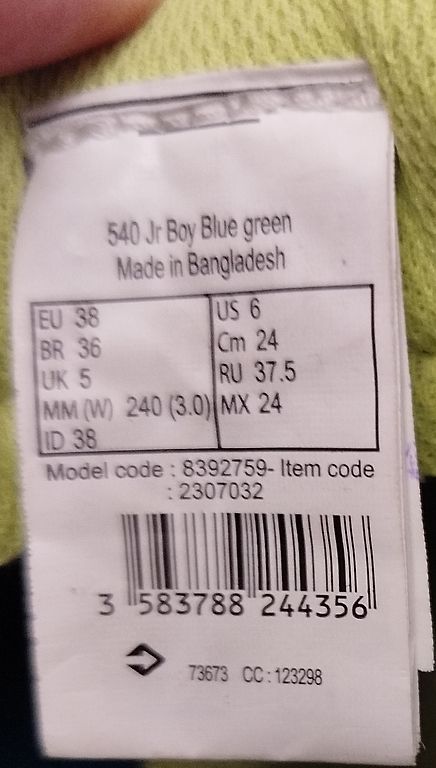 540 Jr Boy Blue green
Made in Bangladesh
EU 38
BR 36
UK 5
MM (W) 240 (3.0)
ID 38
US 6
Cm 24
RU 37.5
MX 24
Model code : 8392759- Item code
: 2307032
3 583788 244356
73673 CC : 123298